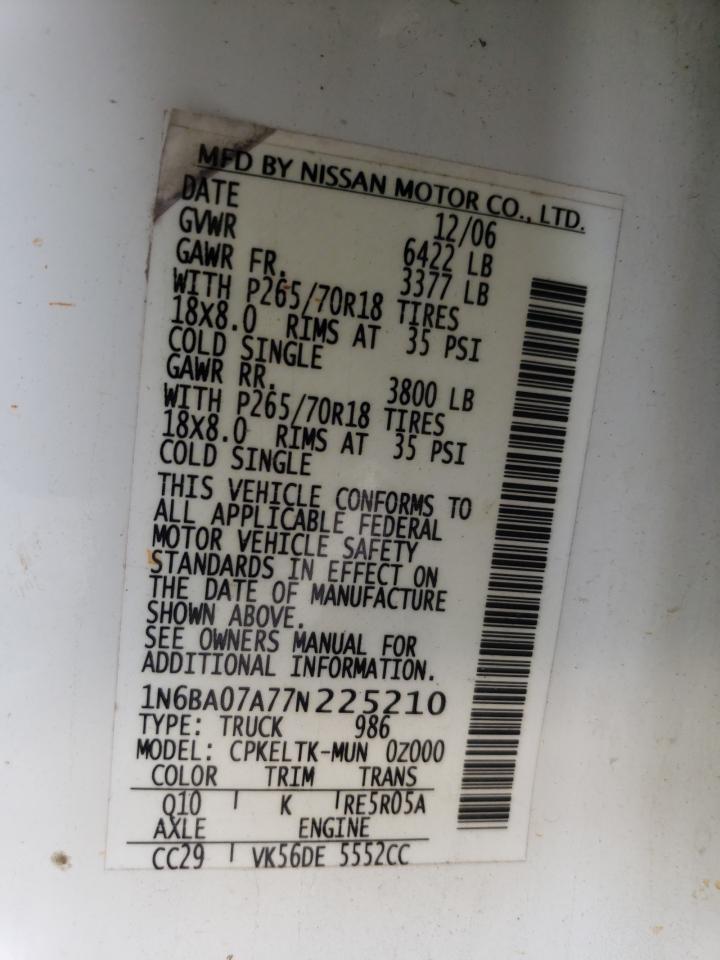 MFD BY NISSAN MOTOR CO., LTD.
DATE 12/06
GVWR 6422 LB
GAWR FR. 3377 LB
WITH P265/70R18 TIRES
18X8.0 RIMS AT 35 PSI
COLD SINGLE
GAWR RR. 3800 LB
WITH P265/70R18 TIRES
18X8.0 RIMS AT 35 PSI
COLD SINGLE
THIS VEHICLE CONFORMS TO
ALL APPLICABLE FEDERAL
MOTOR VEHICLE SAFETY
STANDARDS IN EFFECT ON
THE DATE OF MANUFACTURE
SHOWN ABOVE.
SEE OWNERS MANUAL FOR
ADDITIONAL INFORMATION.
1N6BA07A77N225210
TYPE: TRUCK 986
MODEL: CPKELTK-MUN 0Z000
COLOR TRIM TRANS
Q10 K RE5R05A
AXLE ENGINE
CC29 VK56DE 5552CC